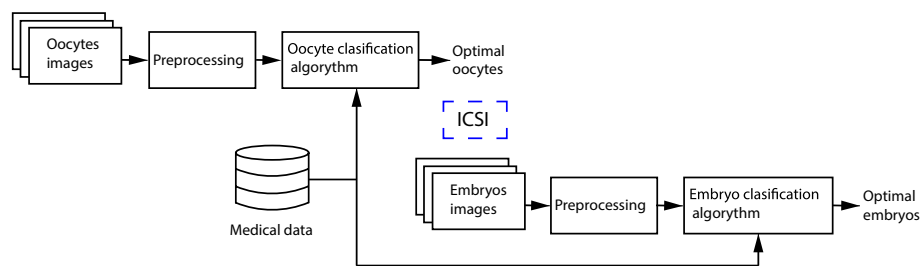 Oocytes
images
Preprocessing
Oocyte clasification
algorythm
Optimal
oocytes
ICSI
Medical data
Embryos
images
Preprocessing
Embryo clasification
algorythm
Optimal
embryos